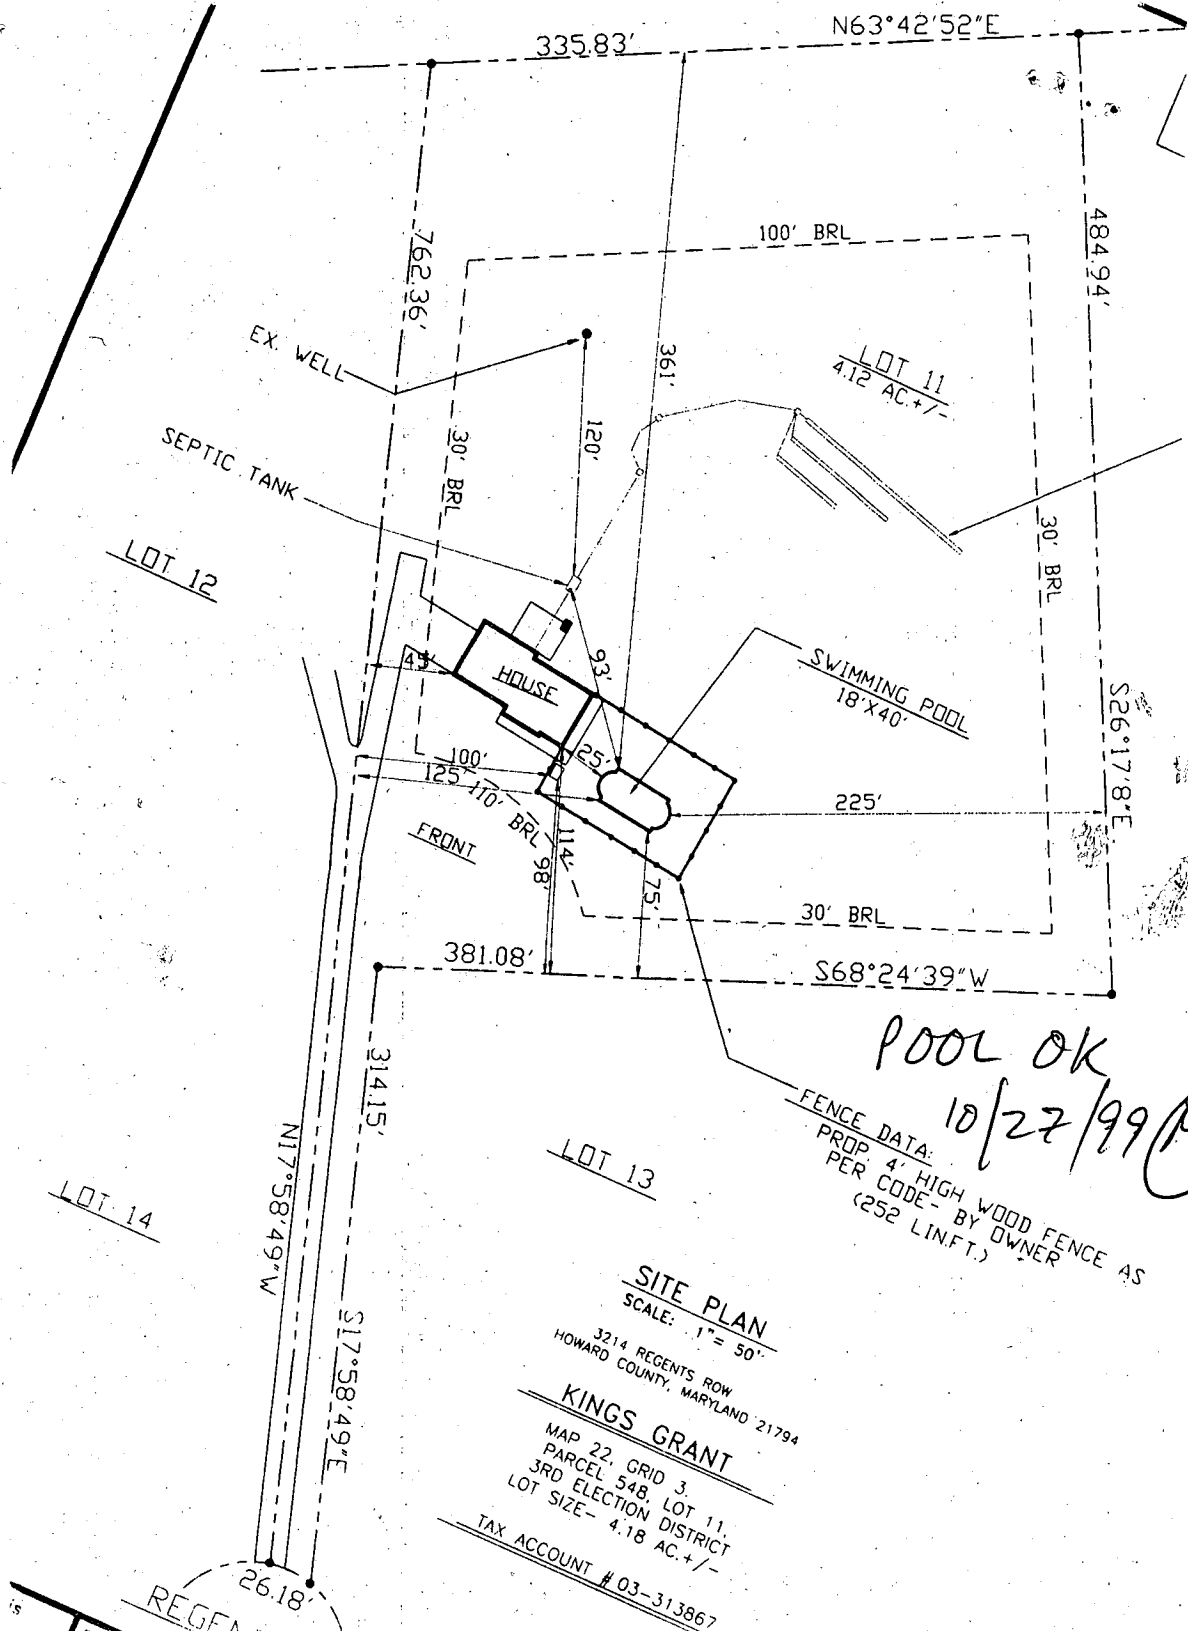 335.83'
N63°42'52"E
762.36'
484.94'
100' BRL
EX. WELL
361'
LOT 11
4.12 AC.+/-
120'
30' BRL
SEPTIC TANK
30' BRL
LOT 12
93'
45'
HOUSE
SWIMMING POOL
18'X40'
S26°17'8"E
25'
100'
125'
110' BRL
225'
FRONT
114'
98'
75'
30' BRL
381.08'
S68°24'39"W
POOL OK
10/27/99
314.15'
FENCE DATA:
PROP. 4' HIGH WOOD FENCE AS
PER CODE- BY OWNER
(252 LIN.FT.)
LOT 13
LOT 14
N17°58'49"W
S17°58'49"E
SITE PLAN
SCALE: 1"= 50'
3214 REGENTS ROW
HOWARD COUNTY, MARYLAND 21794
KINGS GRANT
MAP 22, GRID 3,
PARCEL 548, LOT 11,
3RD ELECTION DISTRICT
LOT SIZE- 4.18 AC.+/-
TAX ACCOUNT # 03-313867
26.18'
REGEN
is